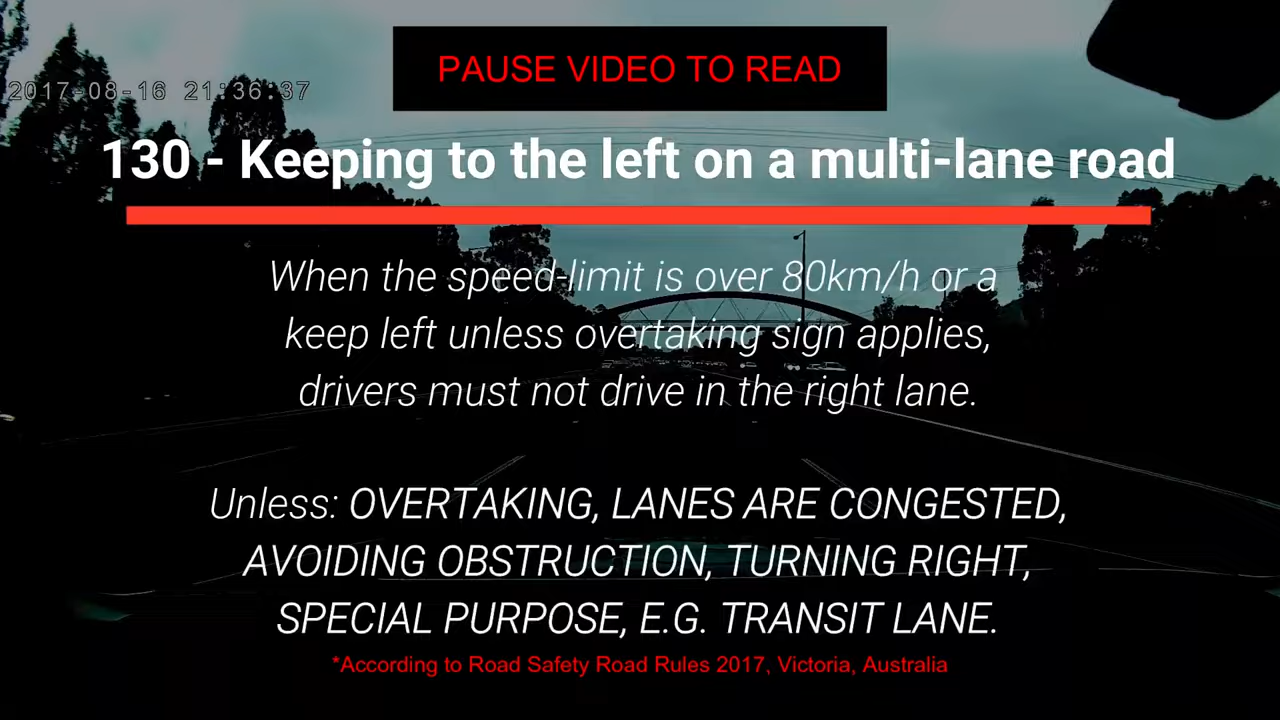 PAUSE VIDEO TO READ
2017-08-16 21:36:37
130 - Keeping to the left on a multi-lane road
When the speed-limit is over 80km/h or a
keep left unless overtaking sign applies,
drivers must not drive in the right lane.
Unless: OVERTAKING, LANES ARE CONGESTED,
AVOIDING OBSTRUCTION, TURNING RIGHT,
SPECIAL PURPOSE, E.G. TRANSIT LANE.
*According to Road Safety Road Rules 2017, Victoria, Australia